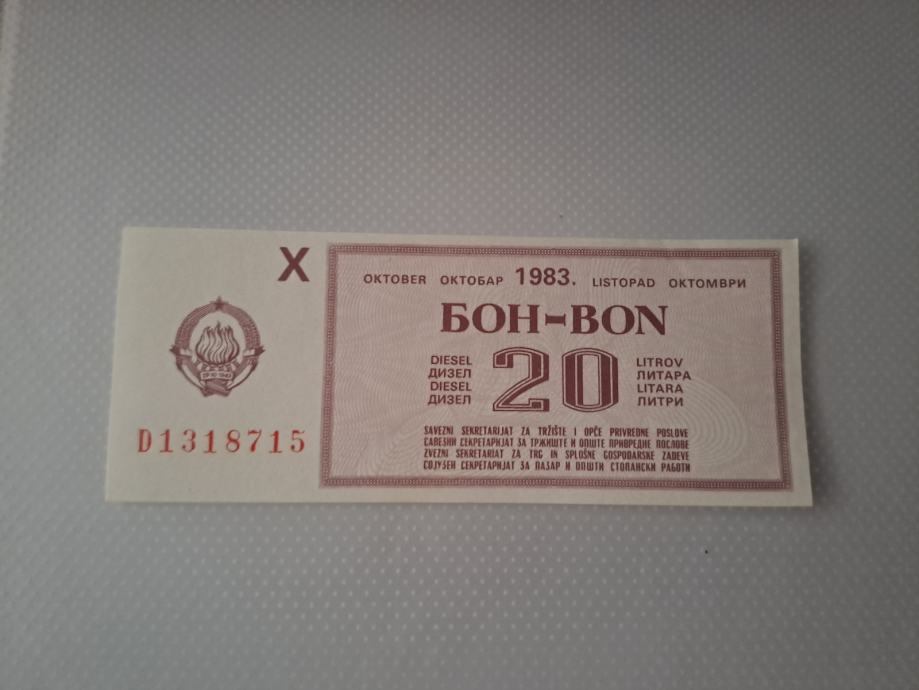 X
OKTOBER ОКТОБАР 1983. LISTOPAD ОКТОМВРИ
БОН-BON
DIESEL
ДИЗЕЛ
DIESEL
ДИЗЕЛ
20
LITROV
ЛИТАРА
LITARA
ЛИТРИ
D1318715
SAVEZNI SEKRETARIJAT ZA TRŽIŠTE I OPĆE PRIVREDNE POSLOVE
САВЕЗНИ СЕКРЕТАРИЈАТ ЗА ТРЖИШТЕ И ОПШТЕ ПРИВРЕДНЕ ПОСЛОВЕ
ZVEZNI SEKRETARIAT ZA TRG IN SPLOŠNE GOSPODARSKE ZADEVE
СОЈУЗЕН СЕКРЕТАРИЈАТ ЗА ПАЗАР И ОПШТИ СТОПАНСКИ РАБОТИ